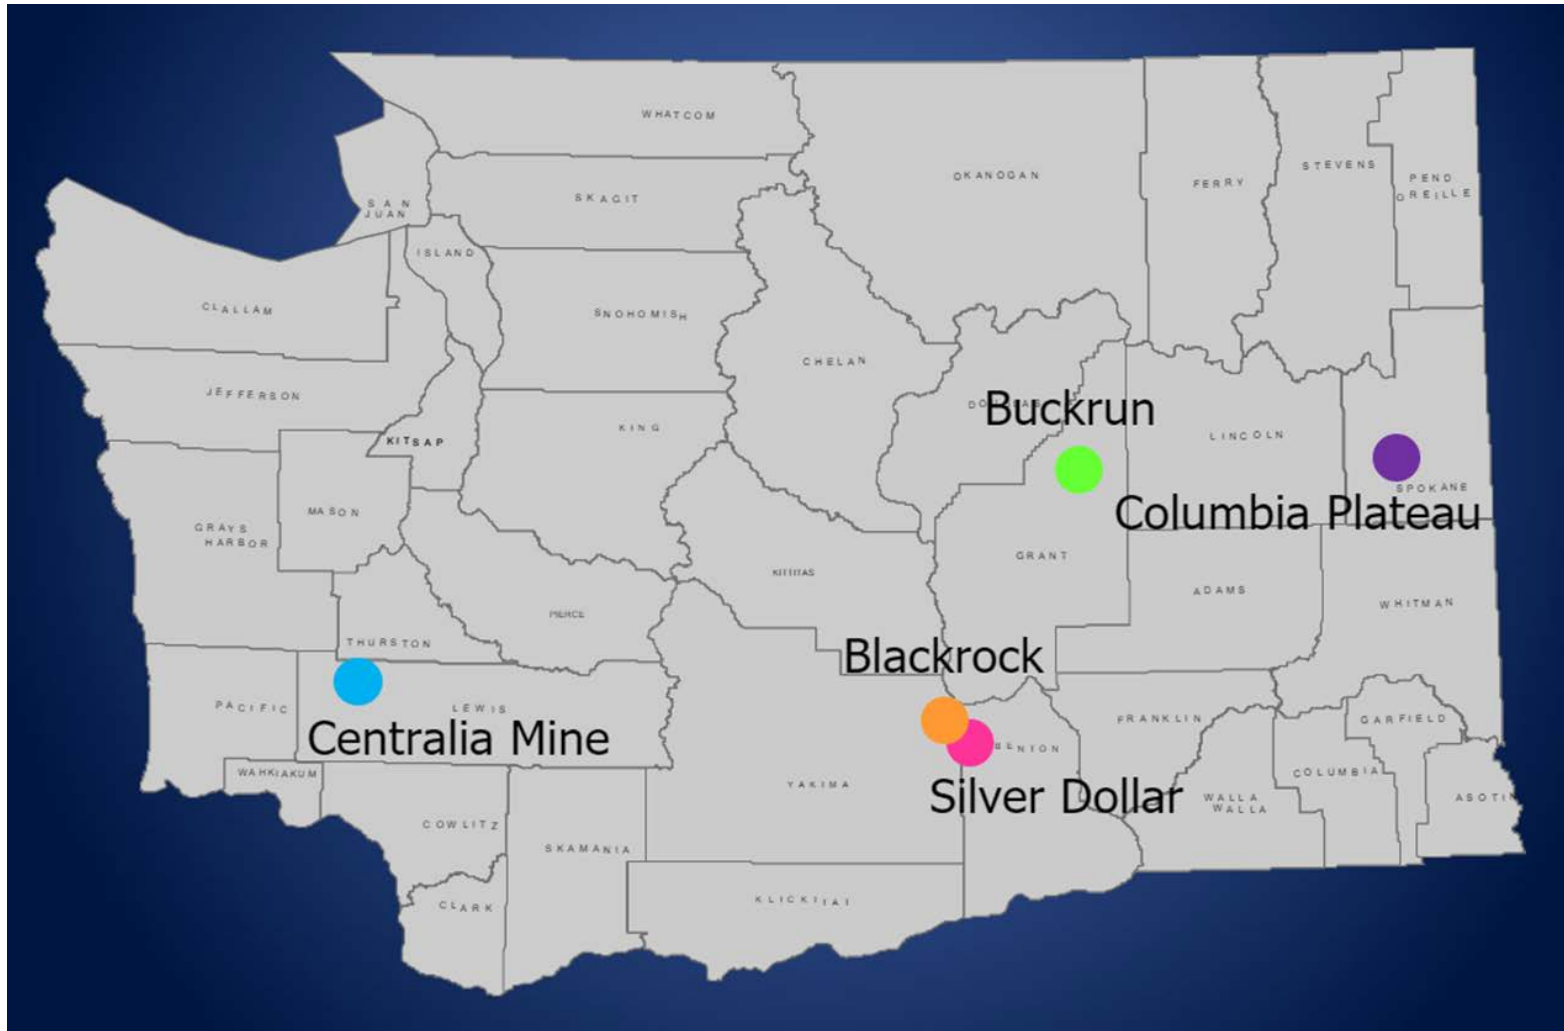 WHATCOM
OKANOGAN
FERRY
STEVENS
PEND
OREILLE
SKAGIT
SAN
JUAN
ISLAND
CLALLAM
SNOHOMISH
CHELAN
JEFFERSON
KING
KITSAP
Buckrun
LINCOLN
SPOKANE
Columbia Plateau
MASON
GRAYS
HARBOR
KITTITAS
GRANT
ADAMS
WHITMAN
PIERCE
THURSTON
Blackrock
PACIFIC
LEWIS
Centralia Mine
FRANKLIN
GARFIELD
BENTON
Silver Dollar
WAHKIAKUM
YAKIMA
COLUMBIA
WALLA
WALLA
ASOTIN
COWLITZ
SKAMANIA
CLARK
KLICKITAT